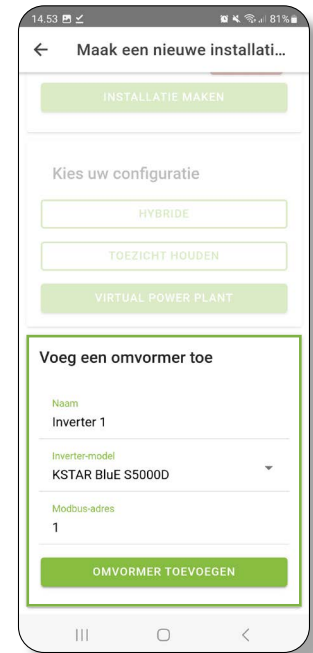 14.53 81%
Maak een nieuwe installati...
INSTALLATIE MAKEN
Kies uw configuratie
HYBRIDE
TOEZICHT HOUDEN
VIRTUAL POWER PLANT
Voeg een omvormer toe
Naam
Inverter 1
Inverter-model
KSTAR BluE S5000D
Modbus-adres
1
OMVORMER TOEVOEGEN